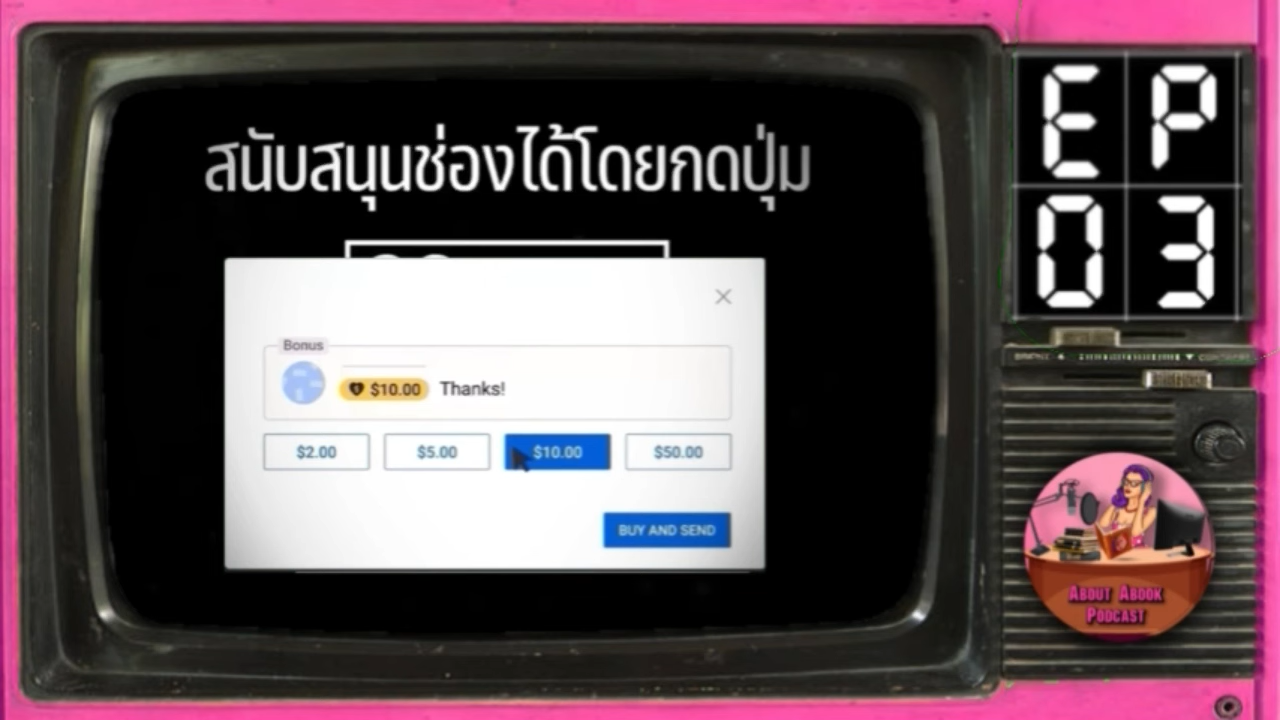 สนับสนุนช่องได้โดยกดปุ่ม
Bonus
$10.00 Thanks!
$2.00 $5.00 $10.00 $50.00
BUY AND SEND
EP
03
ABOUT ABOOK
PODCAST